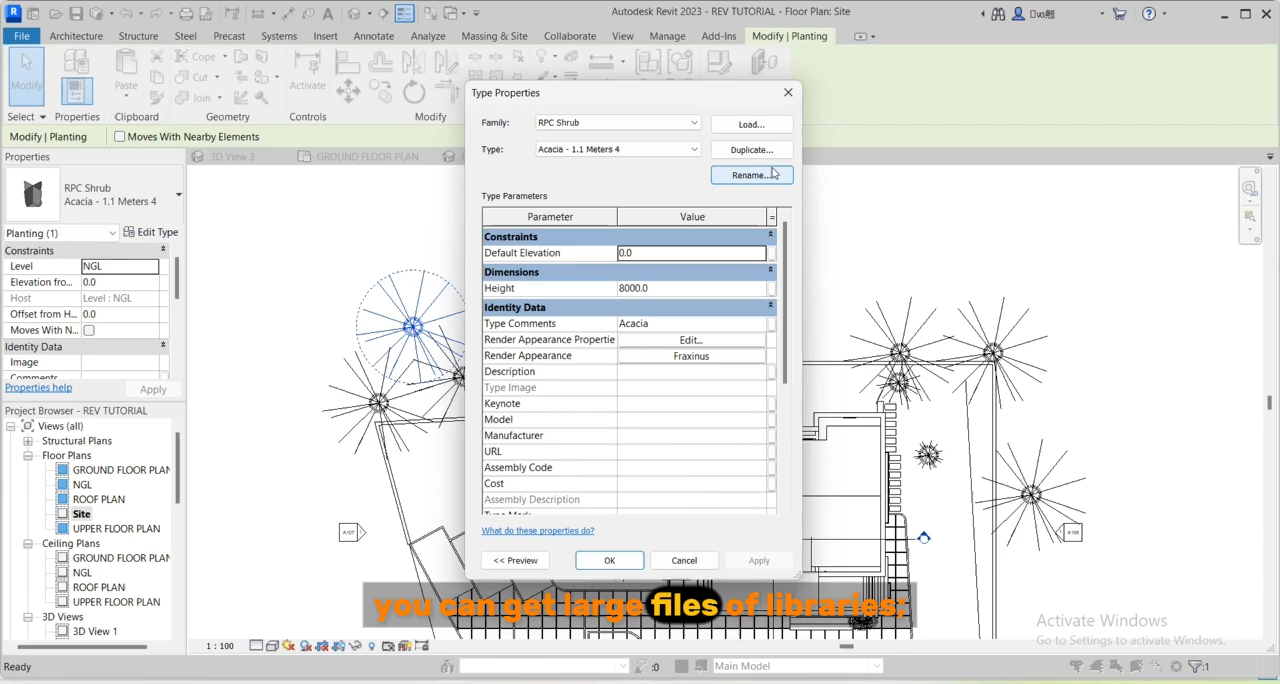 Autodesk Revit 2023 - REV TUTORIAL - Floor Plan: Site
File Architecture Structure Steel Precast Systems Insert Annotate Analyze Massing & Site Collaborate View Manage Add-Ins Modify | Planting
Modify
Paste
Cope
Cut
Join
Activate
Select Properties Clipboard Geometry Controls Modify
Modify | Planting Moves With Nearby Elements
Properties
3D View 3 GROUND FLOOR PLAN
RPC Shrub
Acacia - 1.1 Meters 4
Planting (1) Edit Type
Constraints
Level NGL
Elevation fro... 0.0
Host Level : NGL
Offset from H... 0.0
Moves With N...
Identity Data
Image
Comments
Properties help Apply
Project Browser - REV TUTORIAL
Views (all)
Structural Plans
Floor Plans
GROUND FLOOR PLAN
NGL
ROOF PLAN
Site
UPPER FLOOR PLAN
Ceiling Plans
GROUND FLOOR PLAN
NGL
ROOF PLAN
UPPER FLOOR PLAN
3D Views
3D View 1
Type Properties
Family: RPC Shrub Load...
Type: Acacia - 1.1 Meters 4 Duplicate...
Rename...
Type Parameters
Parameter Value =
Constraints
Default Elevation 0.0
Dimensions
Height 8000.0
Identity Data
Type Comments Acacia
Render Appearance Propertie Edit...
Render Appearance Fraxinus
Description
Type Image
Keynote
Model
Manufacturer
URL
Assembly Code
Cost
Assembly Description
Type Mark
What do these properties do?
<< Preview OK Cancel Apply
A107
A106
you can get large files of libraries:
Activate Windows
Go to Settings to activate Windows.
1 : 100
Ready
:0 Main Model :1